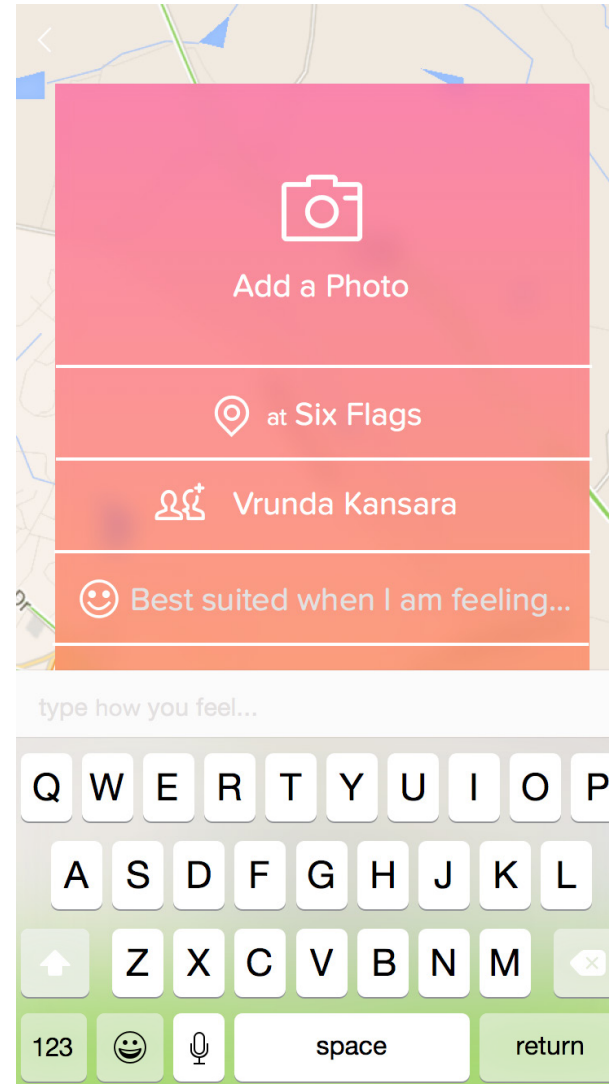 Add a Photo
at Six Flags
Vrunda Kansara
Best suited when I am feeling...
type how you feel...
Q W E R T Y U I O P
A S D F G H J K L
Z X C V B N M
123 space return